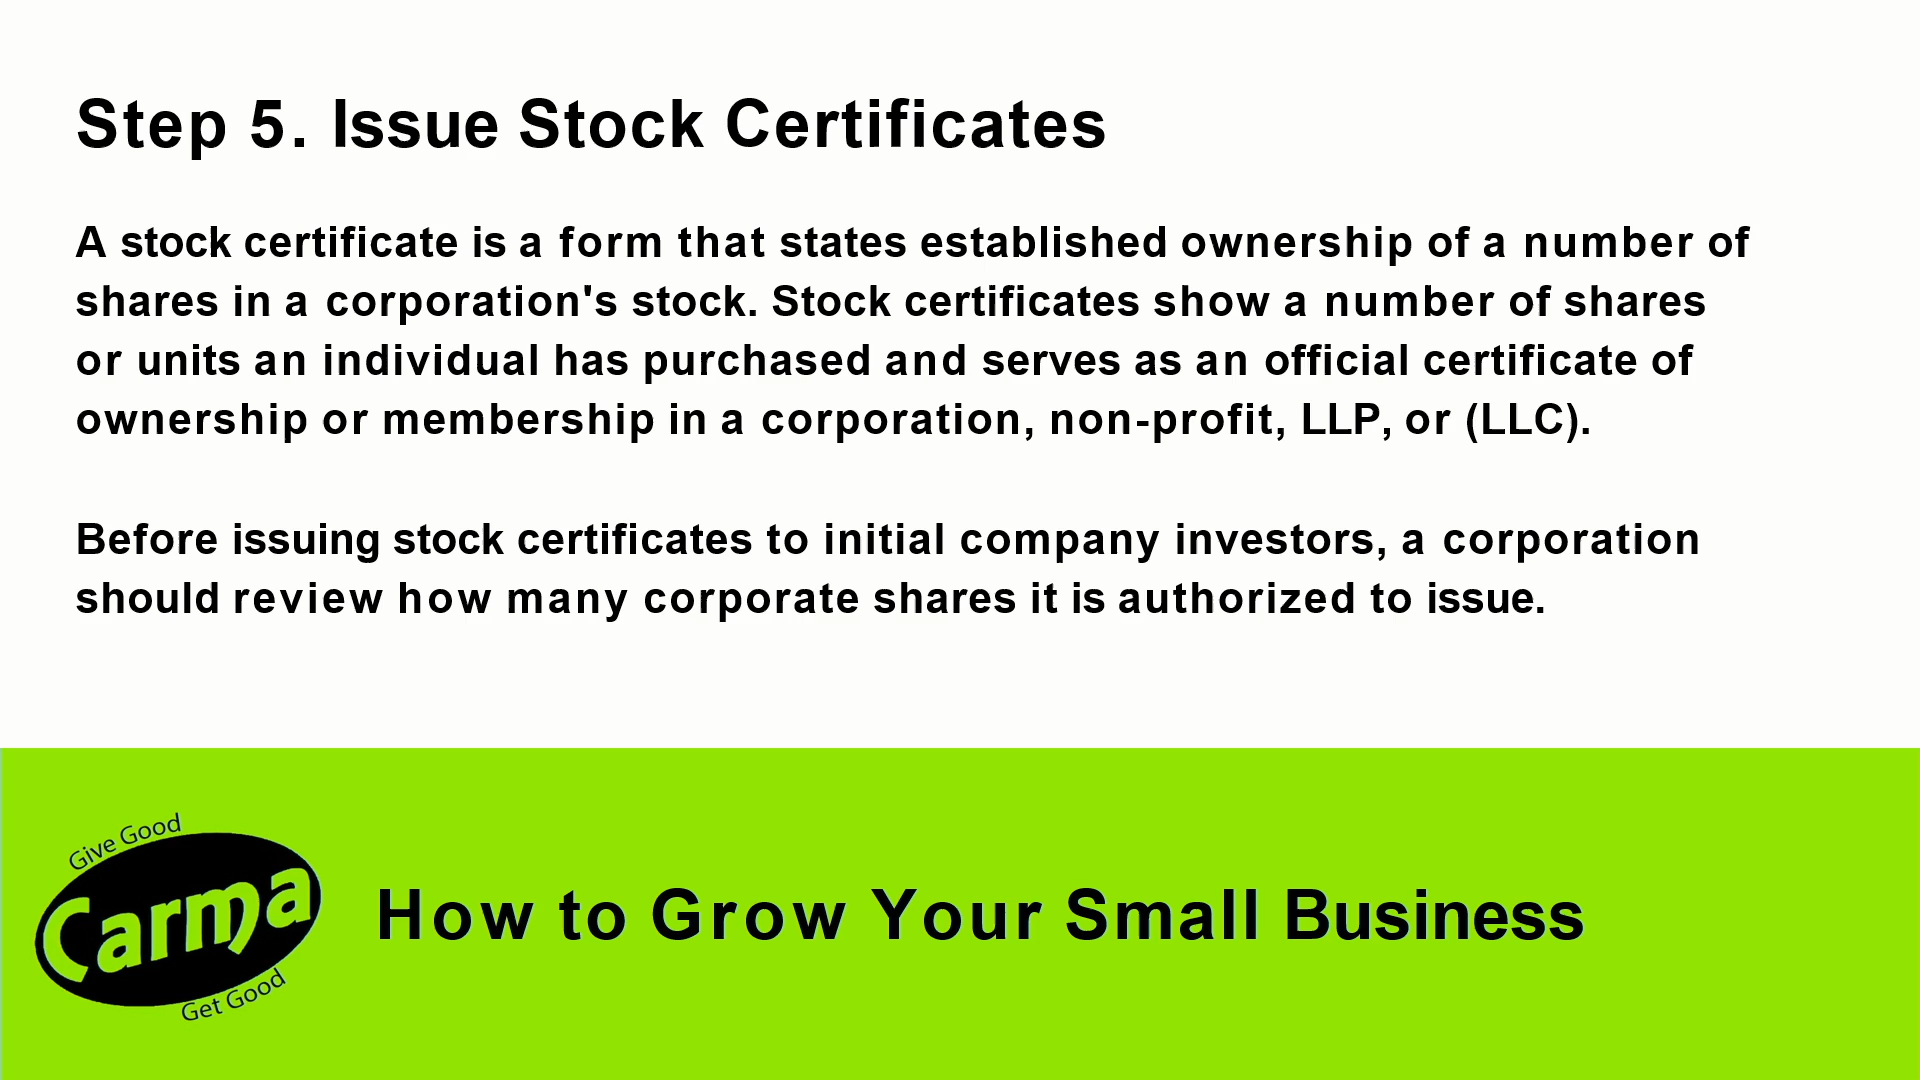 Step 5. Issue Stock Certificates
A stock certificate is a form that states established ownership of a number of
shares in a corporation's stock. Stock certificates show a number of shares
or units an individual has purchased and serves as an official certificate of
ownership or membership in a corporation, non-profit, LLP, or (LLC).
Before issuing stock certificates to initial company investors, a corporation
should review how many corporate shares it is authorized to issue.
Give Good
Carma
Get Good
How to Grow Your Small Business